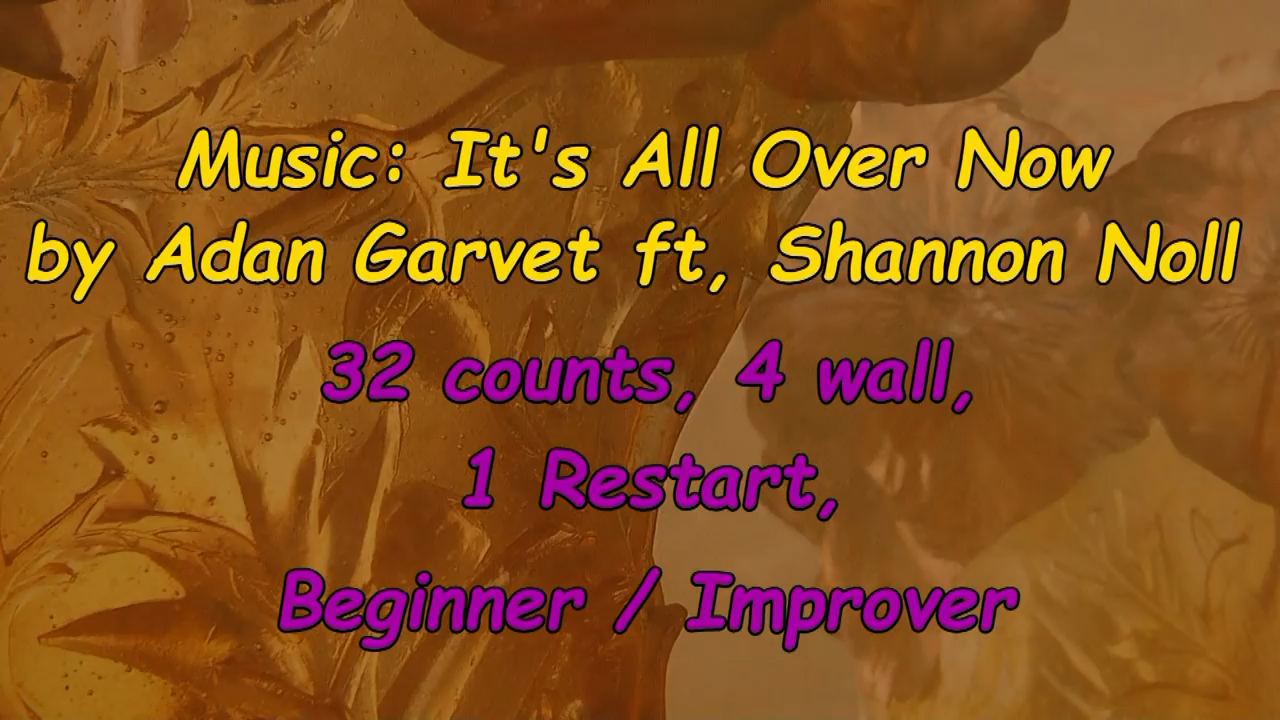 Music: It's All Over Now
by Adan Garvet ft, Shannon Noll
32 counts, 4 wall,
1 Restart,
Beginner / Improver